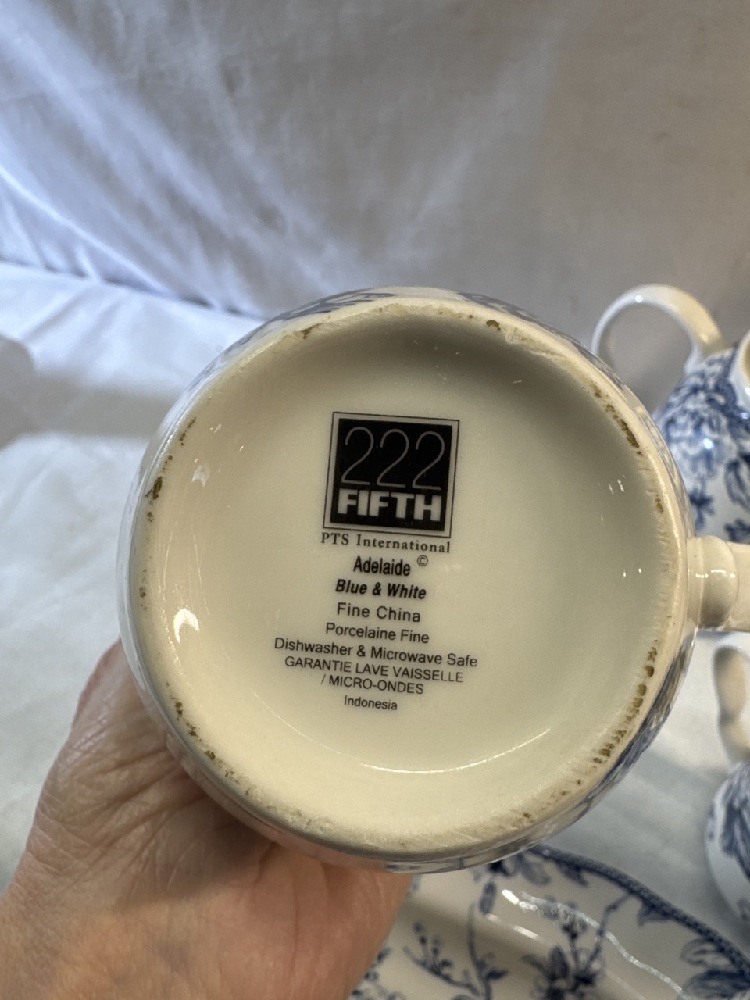 222
FIFTH
PTS International
Adelaide ©
Blue & White
Fine China
Porcelaine Fine
Dishwasher & Microwave Safe
GARANTIE LAVE VAISSELLE
/ MICRO-ONDES
Indonesia